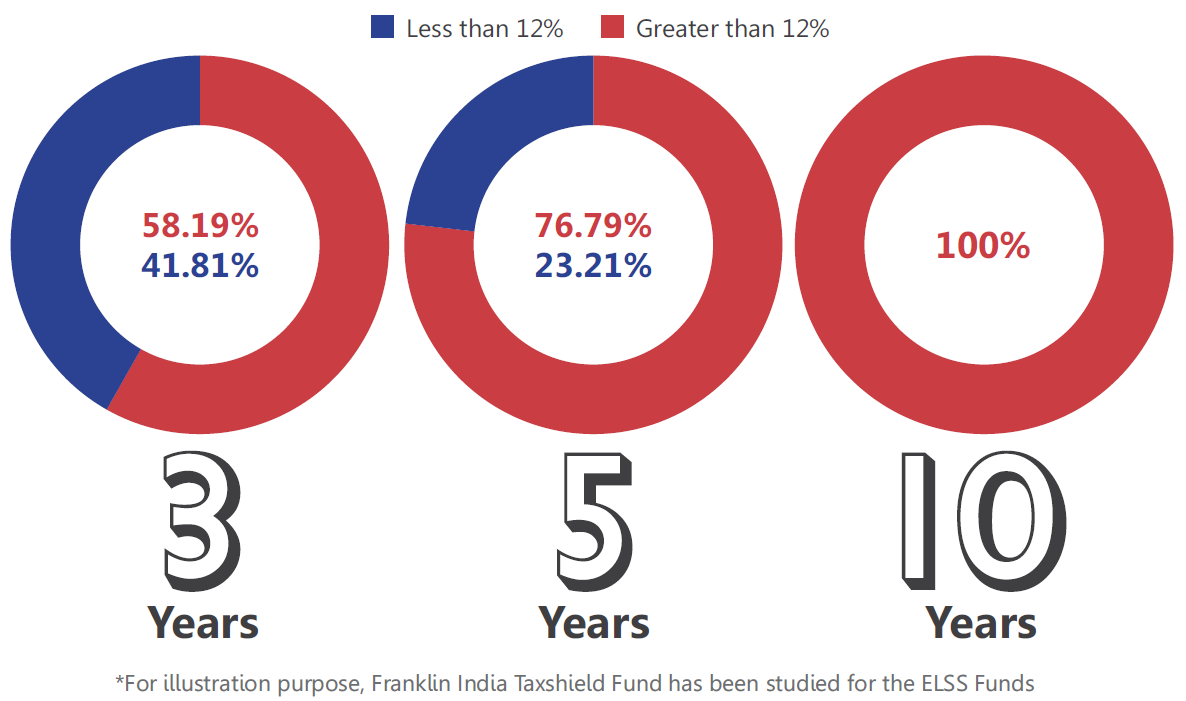 Less than 12% Greater than 12%
58.19%
41.81%
76.79%
23.21%
100%
3
Years
5
Years
10
Years
*For illustration purpose, Franklin India Taxshield Fund has been studied for the ELSS Funds